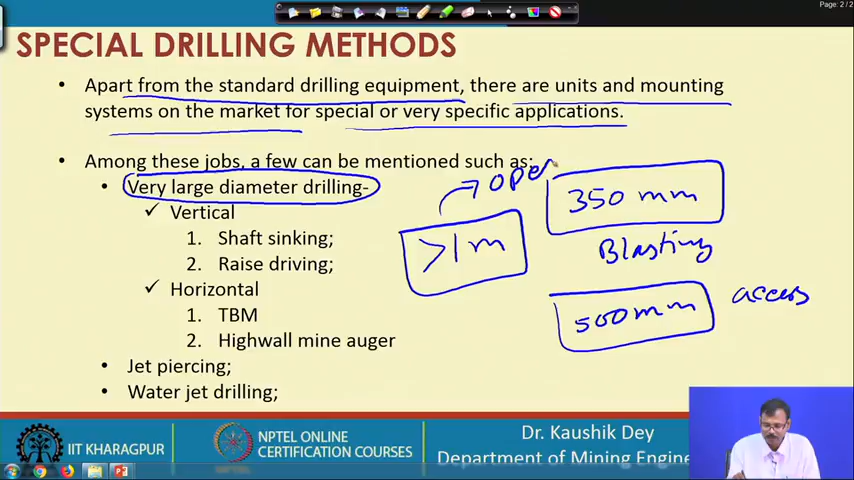 Page: 2 / 2
SPECIAL DRILLING METHODS
• Apart from the standard drilling equipment, there are units and mounting
systems on the market for special or very specific applications.
• Among these jobs, a few can be mentioned such as;
• Very large diameter drilling-
✓ Vertical
1. Shaft sinking;
2. Raise driving;
✓ Horizontal
1. TBM
2. Highwall mine auger
• Jet piercing;
• Water jet drilling;
open
>1m
350 mm
Blasting
500mm
access
IIT KHARAGPUR
NPTEL ONLINE
CERTIFICATION COURSES
Dr. Kaushik Dey
Department of Mining Engine